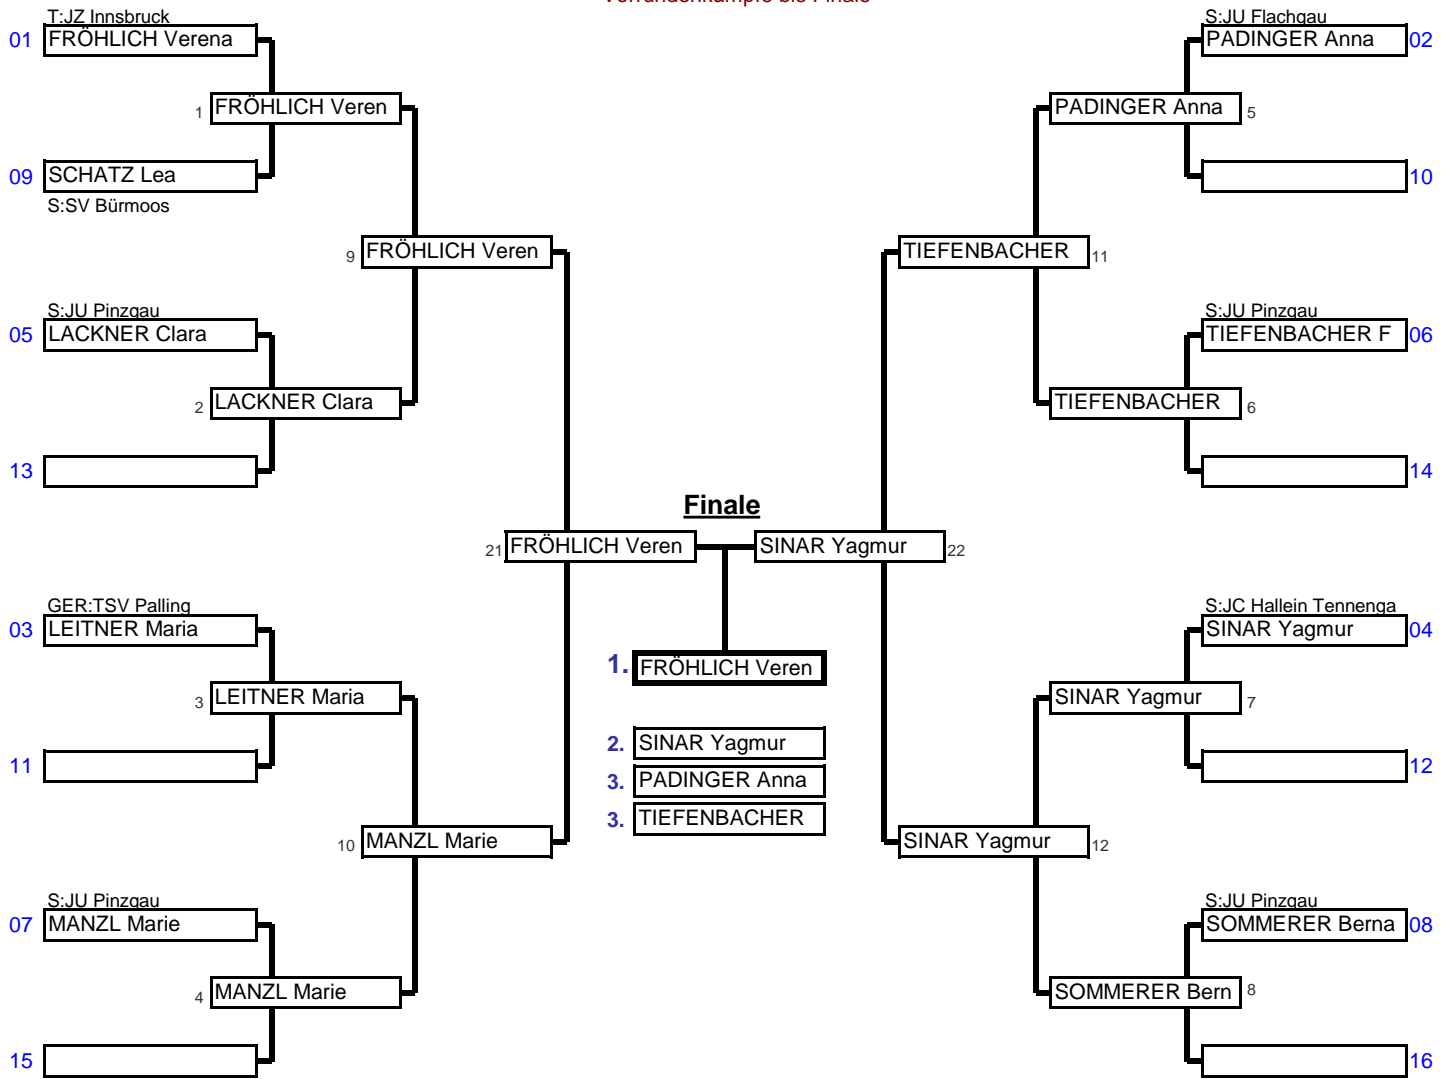 Vorrundenkämpfe bis Finale
T:JZ Innsbruck
01 FRÖHLICH Verena
1 FRÖHLICH Veren
09 SCHATZ Lea
S:SV Bürmoos
9 FRÖHLICH Veren
S:JU Pinzgau
05 LACKNER Clara
2 LACKNER Clara
13
21 FRÖHLICH Veren
GER:TSV Palling
03 LEITNER Maria
3 LEITNER Maria
11
10 MANZL Marie
S:JU Pinzgau
07 MANZL Marie
4 MANZL Marie
15
Finale
1. FRÖHLICH Veren
2. SINAR Yagmur
3. PADINGER Anna
3. TIEFENBACHER
S:JU Flachgau
PADINGER Anna 02
PADINGER Anna 5
10
TIEFENBACHER 11
S:JU Pinzgau
TIEFENBACHER F 06
TIEFENBACHER 6
14
SINAR Yagmur 22
S:JC Hallein Tennenga
SINAR Yagmur 04
SINAR Yagmur 7
12
SINAR Yagmur 12
S:JU Pinzgau
SOMMERER Berna 08
SOMMERER Bern 8
16